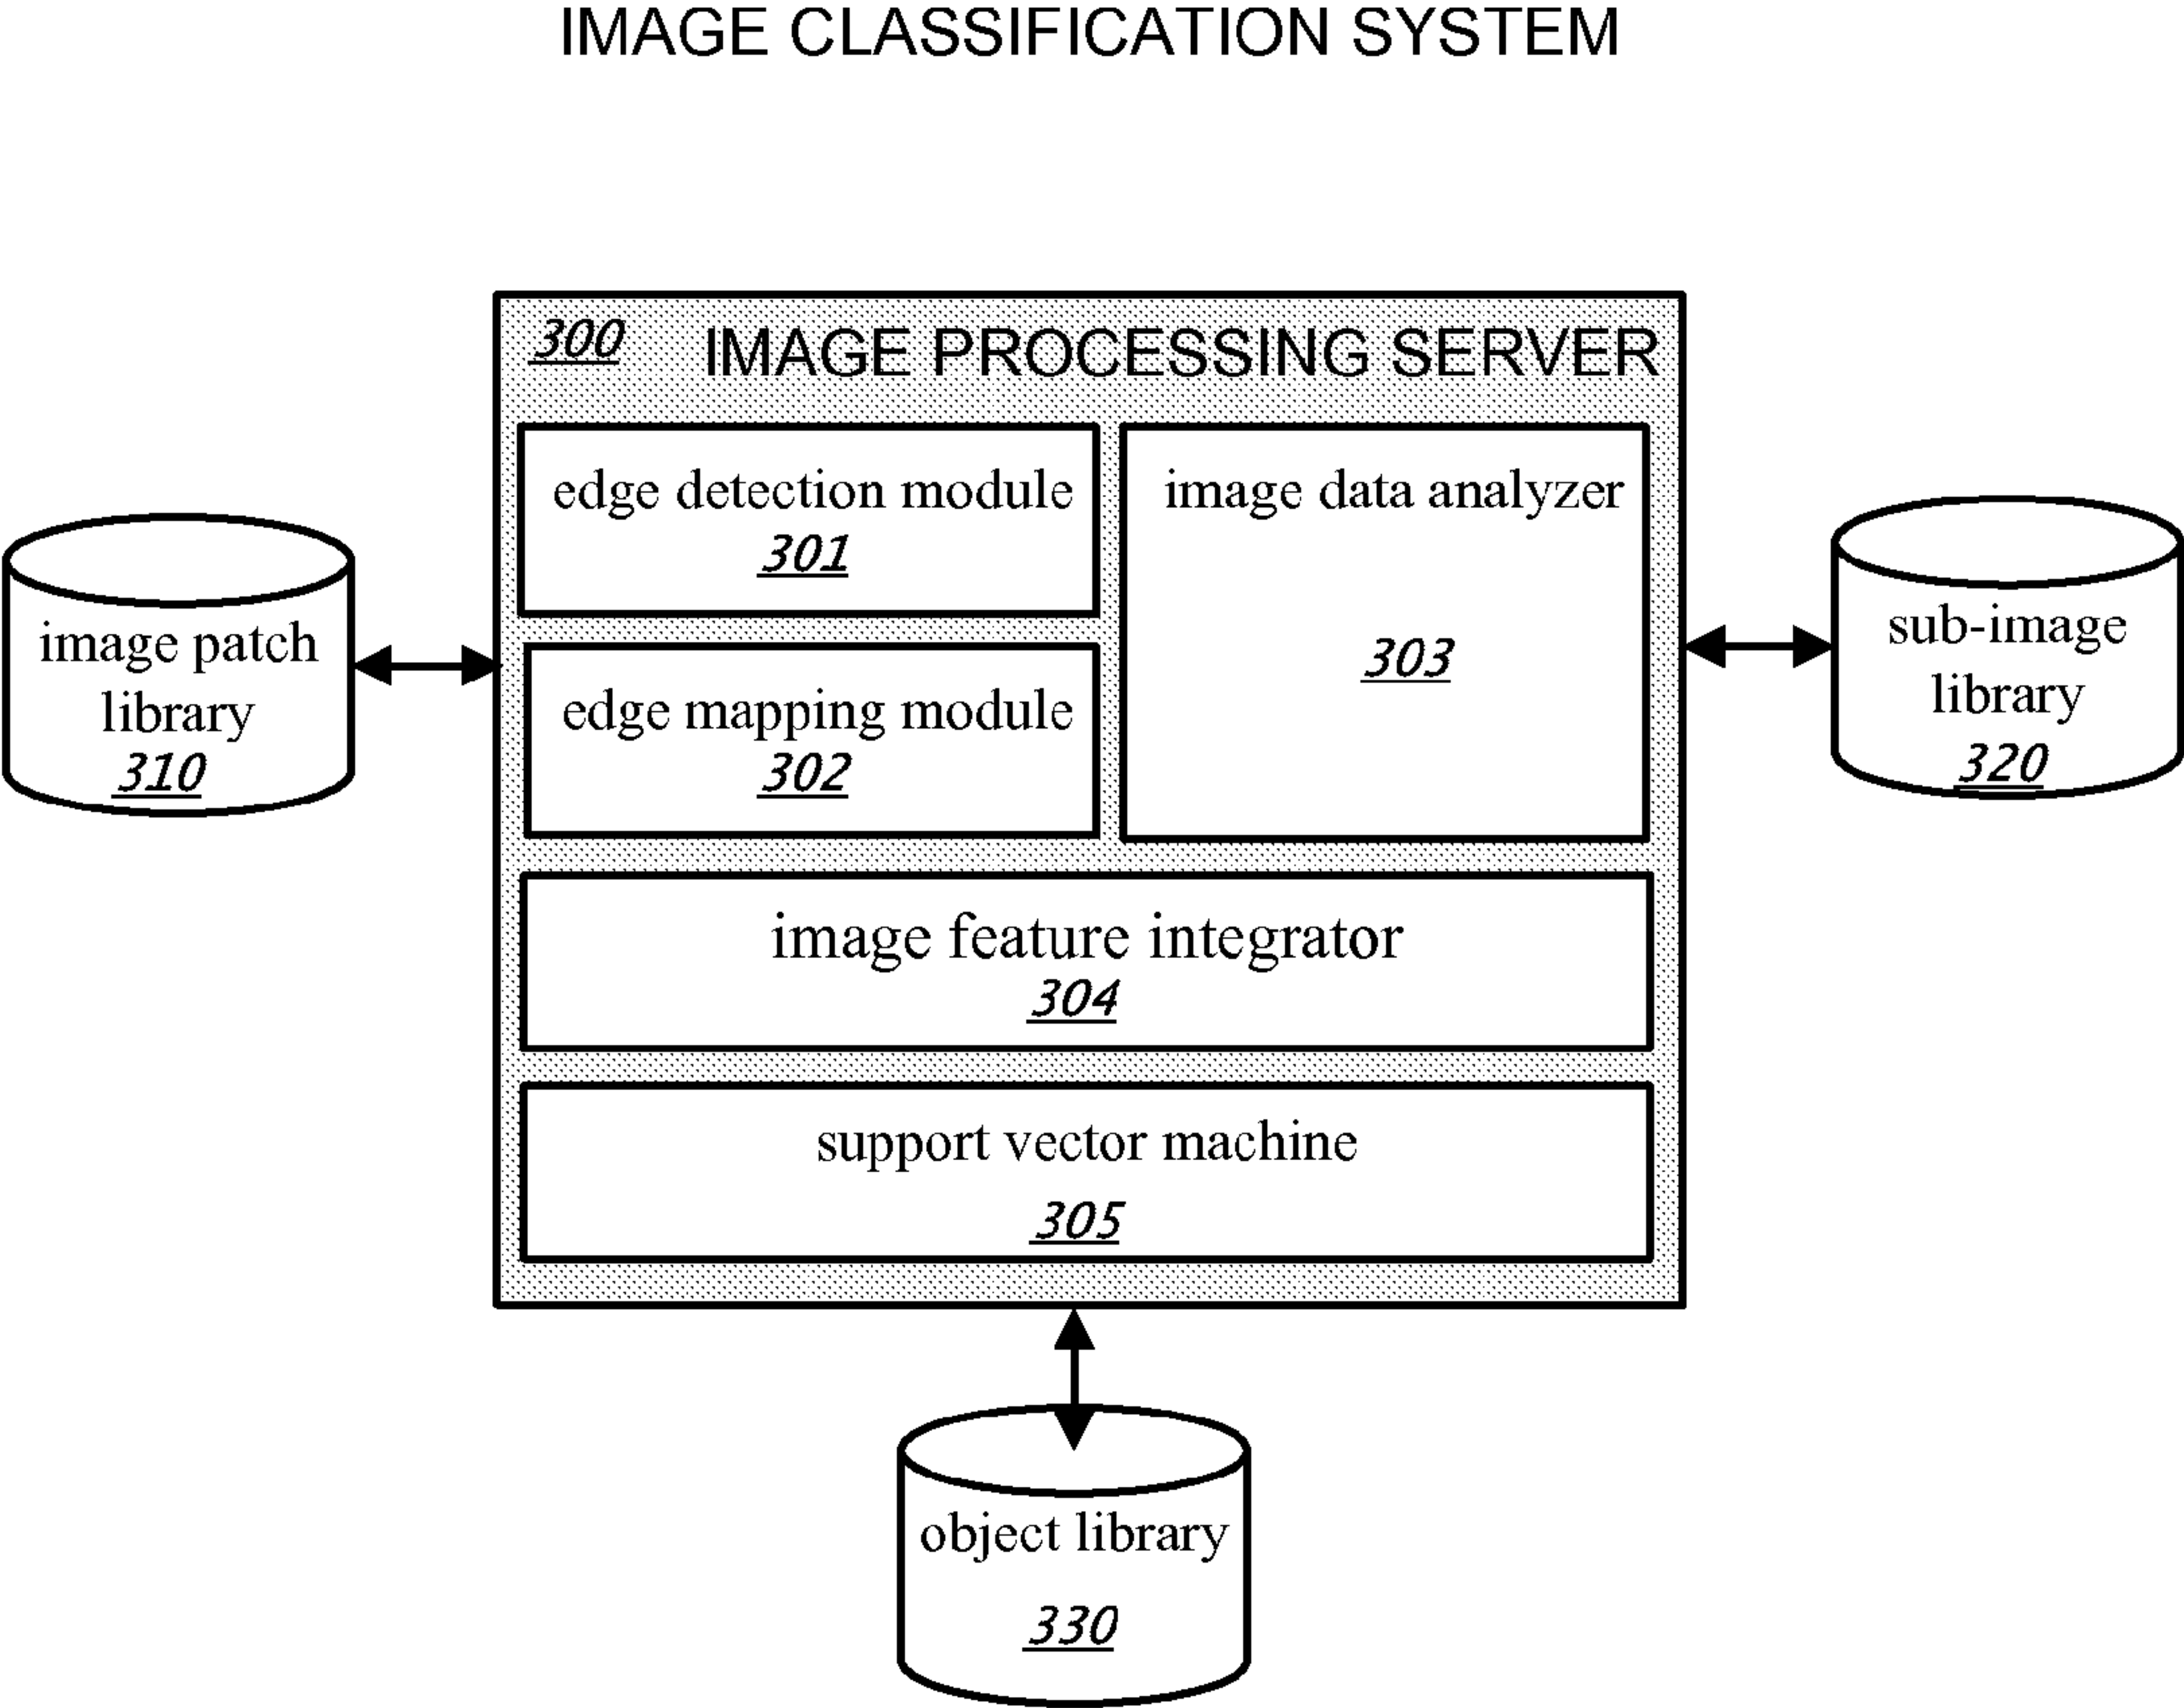 IMAGE CLASSIFICATION SYSTEM
300 IMAGE PROCESSING SERVER
edge detection module
301
edge mapping module
302
image data analyzer
303
image feature integrator
304
support vector machine
305
image patch
library
310
sub-image
library
320
object library
330